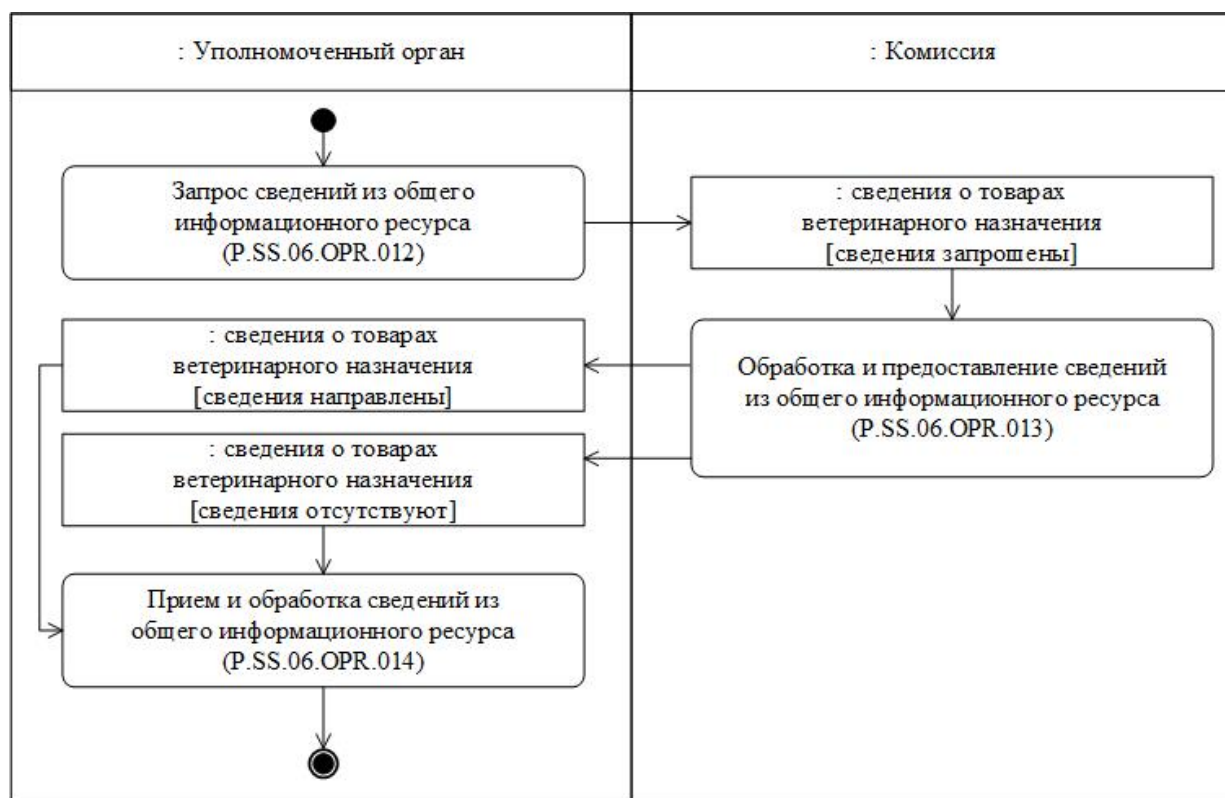 : Уполномоченный орган
: Комиссия
Запрос сведений из общего
информационного ресурса
(P.SS.06.OPR.012)
: сведения о товарах
ветеринарного назначения
[сведения запрошены]
: сведения о товарах
ветеринарного назначения
[сведения направлены]
Обработка и предоставление сведений
из общего информационного ресурса
(P.SS.06.OPR.013)
: сведения о товарах
ветеринарного назначения
[сведения отсутствуют]
Прием и обработка сведений из
общего информационного ресурса
(P.SS.06.OPR.014)